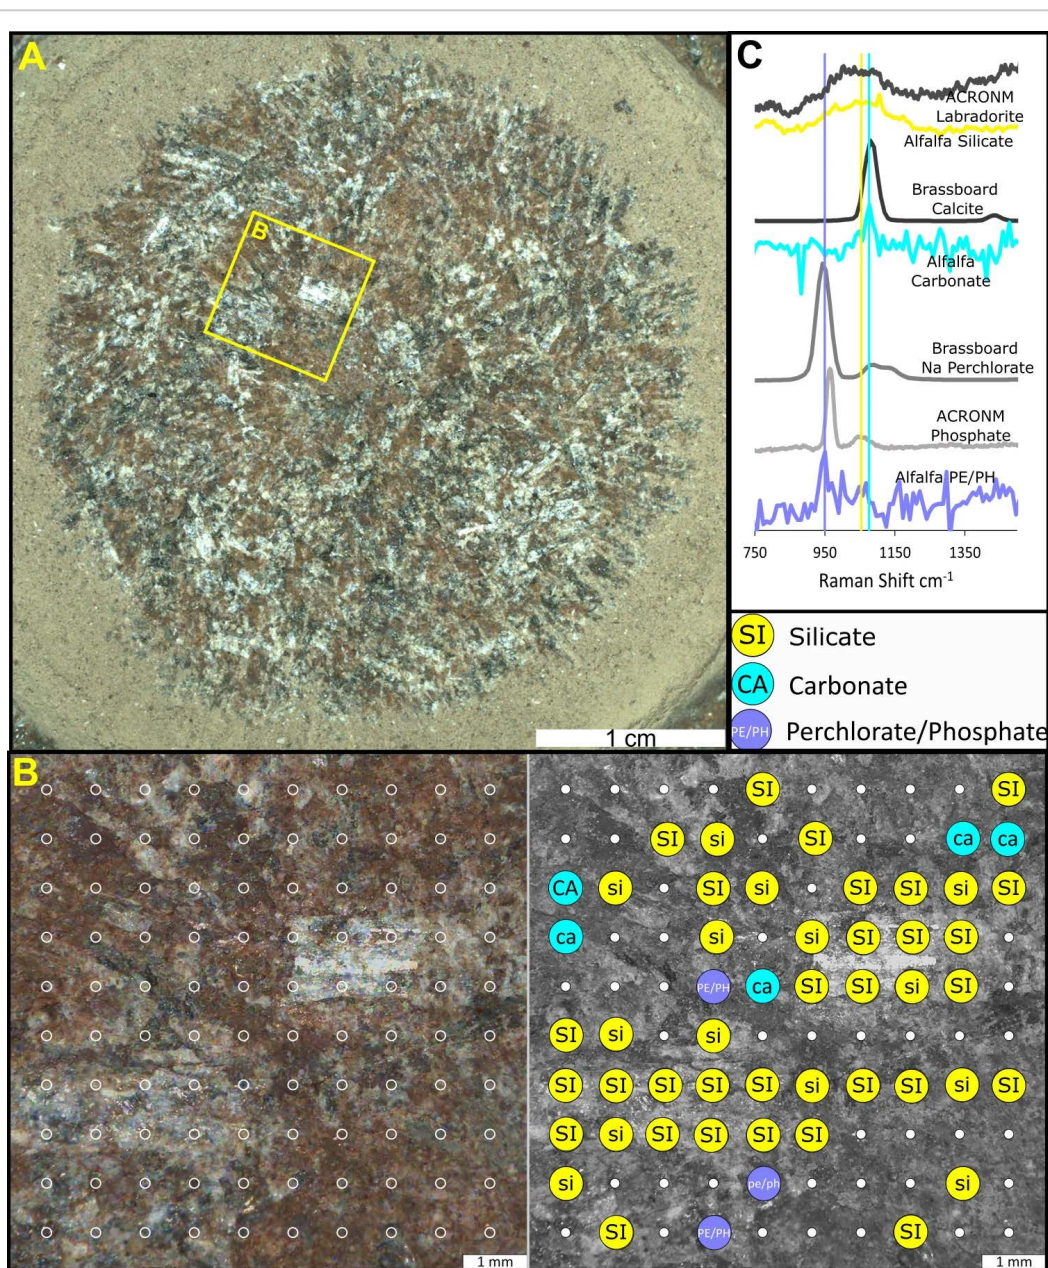 A
B
1 cm
C
ACRONM
Labradorite
Alfalfa Silicate
Brassboard
Calcite
Alfalfa
Carbonate
Brassboard
Na Perchlorate
ACRONM
Phosphate
Alfalfa PE/PH
750 950 1150 1350
Raman Shift cm⁻¹
SI Silicate
CA Carbonate
PE/PH Perchlorate/Phosphate
B
1 mm
SI SI
SI si SI ca ca
CA si SI si SI SI si SI
ca si si SI SI SI
PE/PH ca SI SI si SI
SI si si
SI SI SI SI SI si SI SI si SI
SI si SI SI SI SI
si pe/ph si
SI PE/PH SI
1 mm